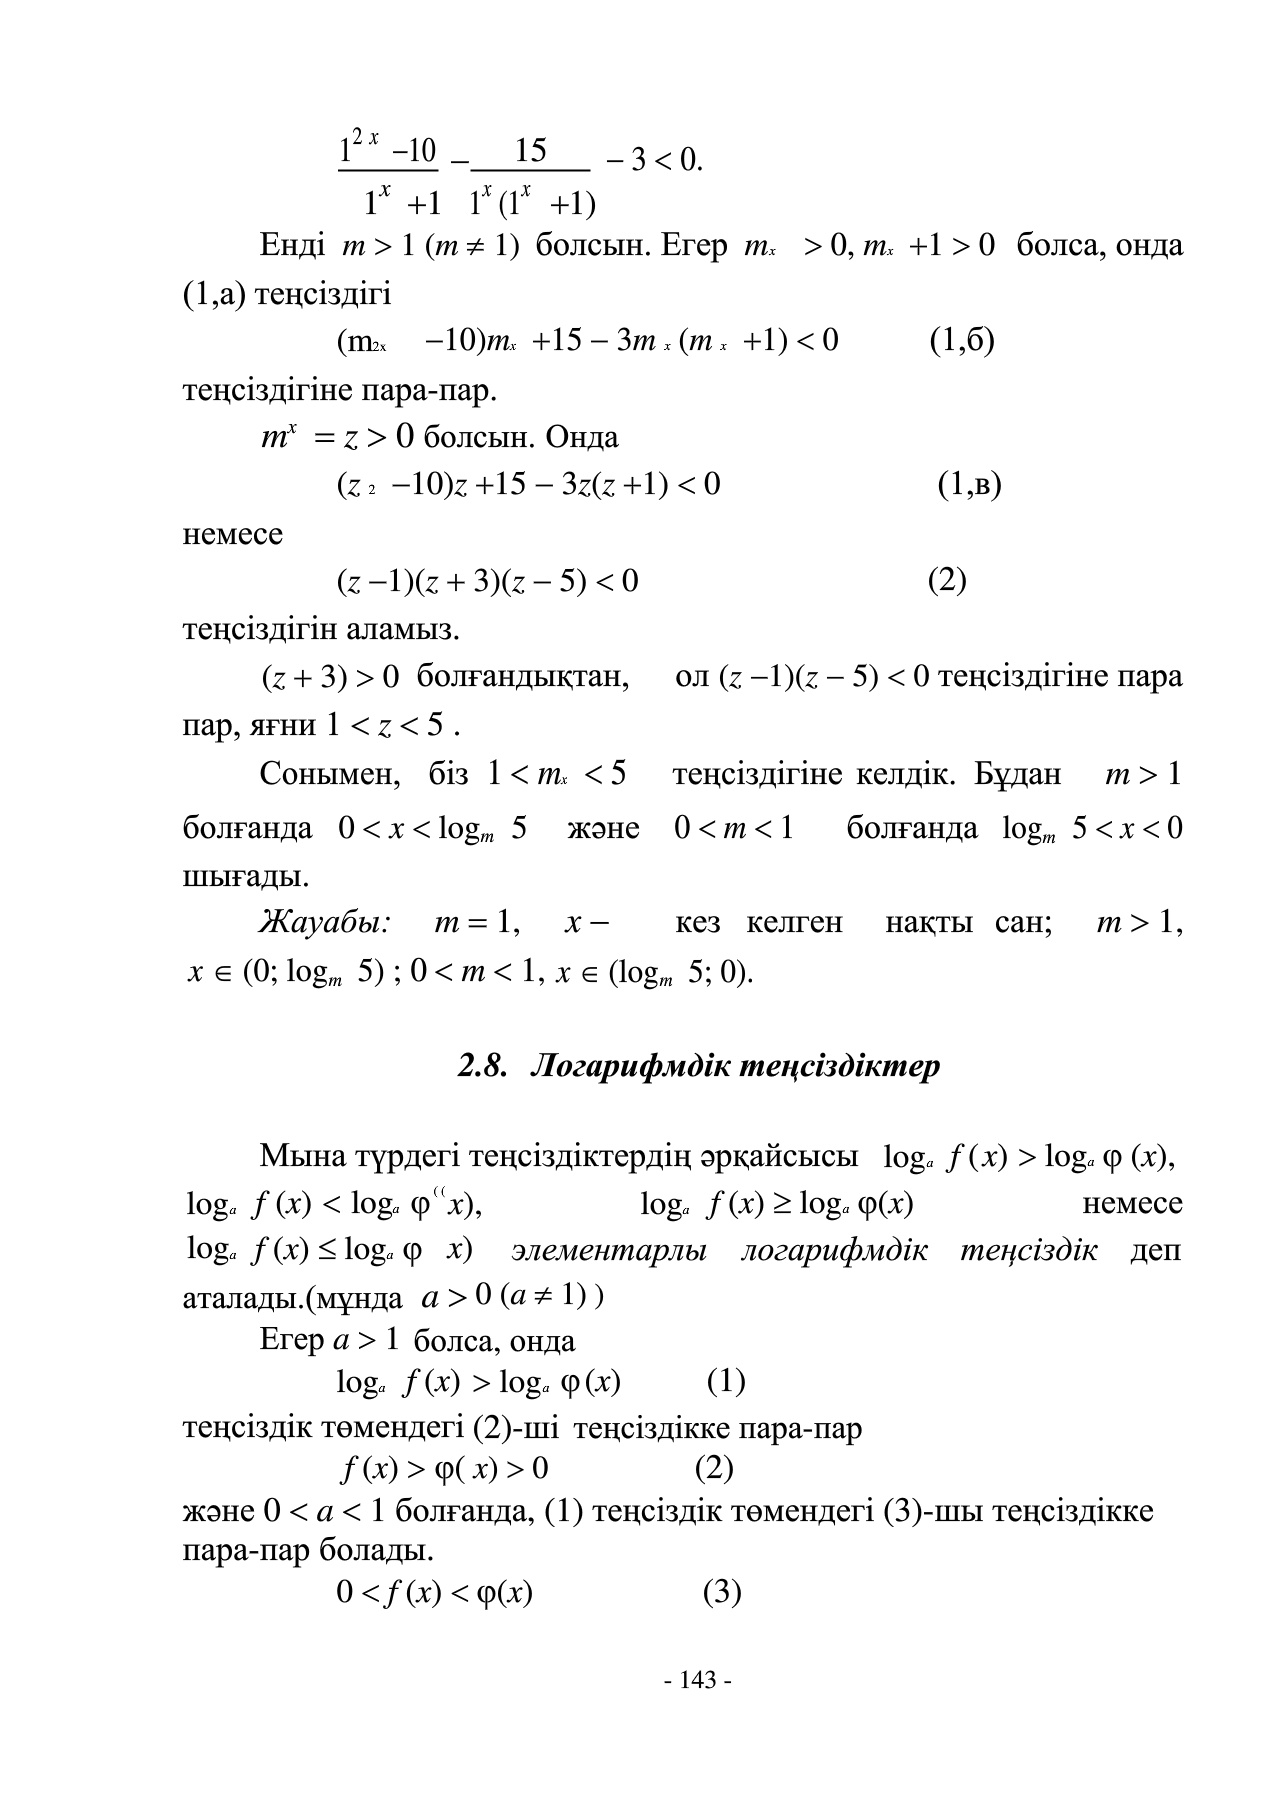 1^{2x} −10 / 1^x +1 − 15 / 1^x (1^x +1) − 3 < 0.
Енді m > 1 (m ≠ 1) болсын. Егер m^x > 0, m^x +1 > 0 болса, онда
(1,а) теңсіздігі
(m^{2x} −10)m^x +15 − 3m^x (m^x +1) < 0 (1,б)
теңсіздігіне пара-пар.
m^x = z > 0 болсын. Онда
(z^2 −10)z +15 − 3z(z +1) < 0 (1,в)
немесе
(z −1)(z + 3)(z − 5) < 0 (2)
теңсіздігін аламыз.
(z + 3) > 0 болғандықтан, ол (z −1)(z − 5) < 0 теңсіздігіне пара
пар, яғни 1 < z < 5 .
Сонымен, біз 1 < m^x < 5 теңсіздігіне келдік. Бұдан m > 1
болғанда 0 < x < log_m 5 және 0 < m < 1 болғанда log_m 5 < x < 0
шығады.
Жауабы: m = 1, x − кез келген нақты сан; m > 1,
x ∈ (0; log_m 5) ; 0 < m < 1, x ∈ (log_m 5; 0).
2.8. Логарифмдік теңсіздіктер
Мына түрдегі теңсіздіктердің әрқайсысы log_a f (x) > log_a φ (x),
log_a f (x) < log_a φ ((x), log_a f (x) ≥ log_a φ(x) немесе
log_a f (x) ≤ log_a φ x) элементарлы логарифмдік теңсіздік деп
аталады.(мұнда a > 0 (a ≠ 1) )
Егер a > 1 болса, онда
log_a f (x) > log_a φ (x) (1)
теңсіздік төмендегі (2)-ші теңсіздікке пара-пар
f (x) > φ( x) > 0 (2)
және 0 < a < 1 болғанда, (1) теңсіздік төмендегі (3)-шы теңсіздікке
пара-пар болады.
0 < f (x) < φ(x) (3)
- 143 -